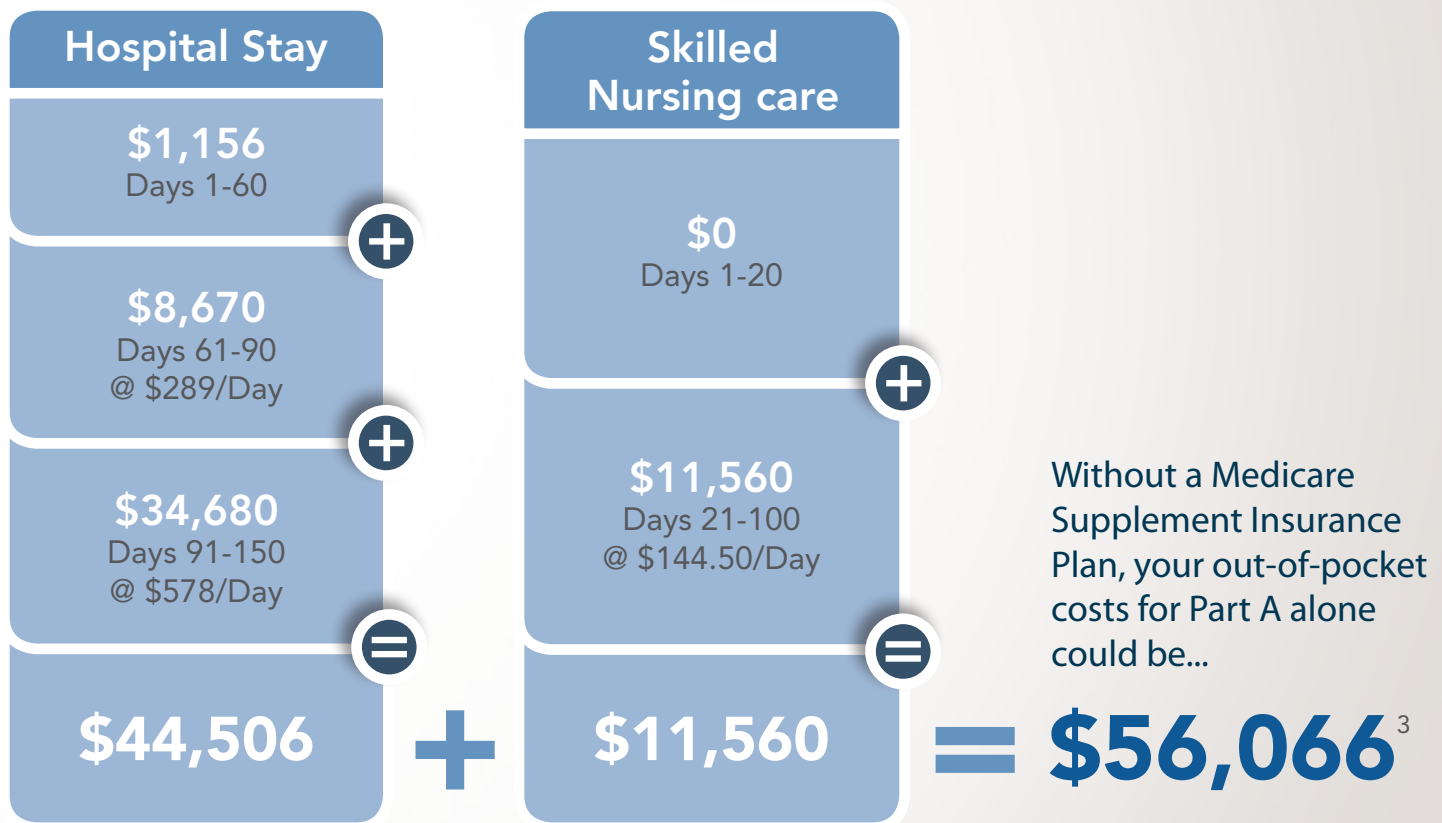 Hospital Stay
$1,156
Days 1-60
+
$8,670
Days 61-90
@ $289/Day
+
$34,680
Days 91-150
@ $578/Day
=
$44,506
+
Skilled
Nursing care
$0
Days 1-20
+
$11,560
Days 21-100
@ $144.50/Day
=
$11,560
Without a Medicare
Supplement Insurance
Plan, your out-of-pocket
costs for Part A alone
could be...
= $56,066³